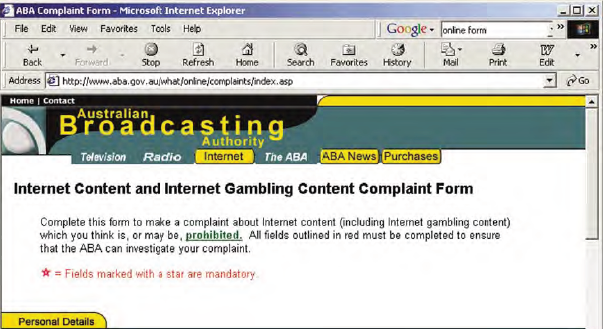 ABA Complaint Form - Microsoft Internet Explorer
File Edit View Favorites Tools Help
Google online form »
Back Forward Stop Refresh Home Search Favorites History Mail Print Edit »
Address http://www.aba.gov.au/what/online/complaints/index.asp Go
Home | Contact
Australian
Broadcasting
Authority
Television Radio Internet The ABA ABA News Purchases
Internet Content and Internet Gambling Content Complaint Form
Complete this form to make a complaint about Internet content (including Internet gambling content)
which you think is, or may be, prohibited. All fields outlined in red must be completed to ensure
that the ABA can investigate your complaint.
★ = Fields marked with a star are mandatory.
Personal Details